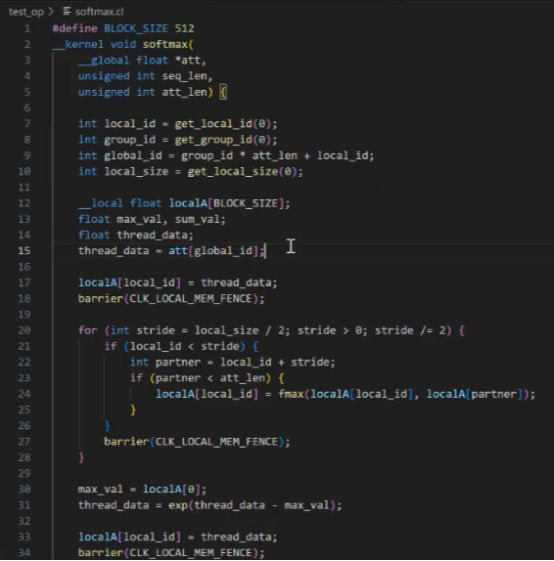 test_op > softmax.cl
1 #define BLOCK_SIZE 512
2 __kernel void softmax(
3     __global float *att,
4     unsigned int seq_len,
5     unsigned int att_len) {
6
7     int local_id = get_local_id(0);
8     int group_id = get_group_id(0);
9     int global_id = group_id * att_len + local_id;
10     int local_size = get_local_size(0);
11
12     __local float localA[BLOCK_SIZE];
13     float max_val, sum_val;
14     float thread_data;
15     thread_data = att[global_id];
16
17     localA[local_id] = thread_data;
18     barrier(CLK_LOCAL_MEM_FENCE);
19
20     for (int stride = local_size / 2; stride > 0; stride /= 2) {
21         if (local_id < stride) {
22             int partner = local_id + stride;
23             if (partner < att_len) {
24                 localA[local_id] = fmax(localA[local_id], localA[partner]);
25             }
26         }
27         barrier(CLK_LOCAL_MEM_FENCE);
28     }
29
30     max_val = localA[0];
31     thread_data = exp(thread_data - max_val);
32
33     localA[local_id] = thread_data;
34     barrier(CLK_LOCAL_MEM_FENCE);